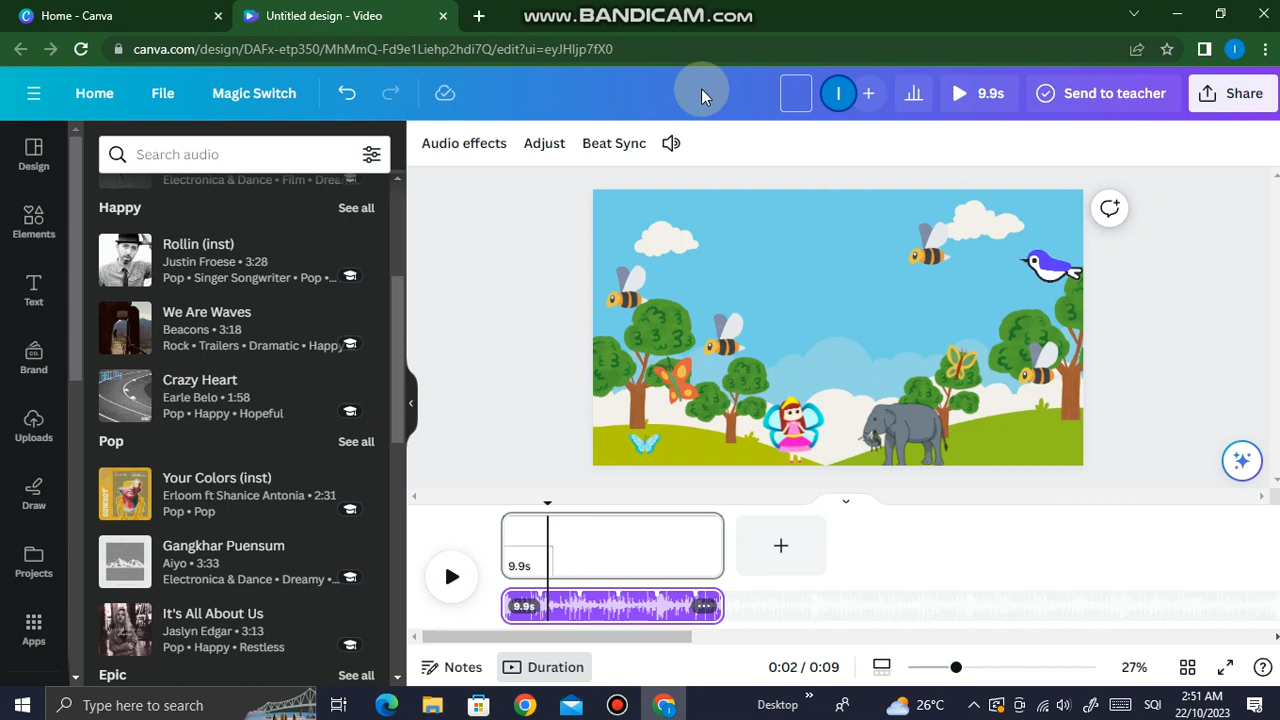 Home - Canva
Untitled design - Video
www.BANDICAM.com
canva.com/design/DAFx-etp350/MhMmQ-Fd9e1Liehp2hdi7Q/edit?ui=eyJHIjp7fX0
I
Home File Magic Switch
I
9.9s
Send to teacher
Share
Design
Elements
Text
CO.
Brand
Uploads
Draw
Projects
Apps
Search audio
Electronica & Dance • Film • Drea...
Happy See all
Rollin (inst)
Justin Froese • 3:28
Pop • Singer Songwriter • Pop •...
We Are Waves
Beacons • 3:18
Rock • Trailers • Dramatic • Happy
Crazy Heart
Earle Belo • 1:58
Pop • Happy • Hopeful
Pop See all
Your Colors (inst)
Erloom ft Shanice Antonia • 2:31
Pop • Pop
Gangkhar Puensum
Aiyo • 3:33
Electronica & Dance • Dreamy •...
It's All About Us
Jaslyn Edgar • 3:13
Pop • Happy • Restless
Epic See all
Audio effects Adjust Beat Sync
9.9s
9.9s
Notes Duration 0:02 / 0:09 27%
Type here to search
Desktop
26°C
SQI
2:51 AM
22/10/2023